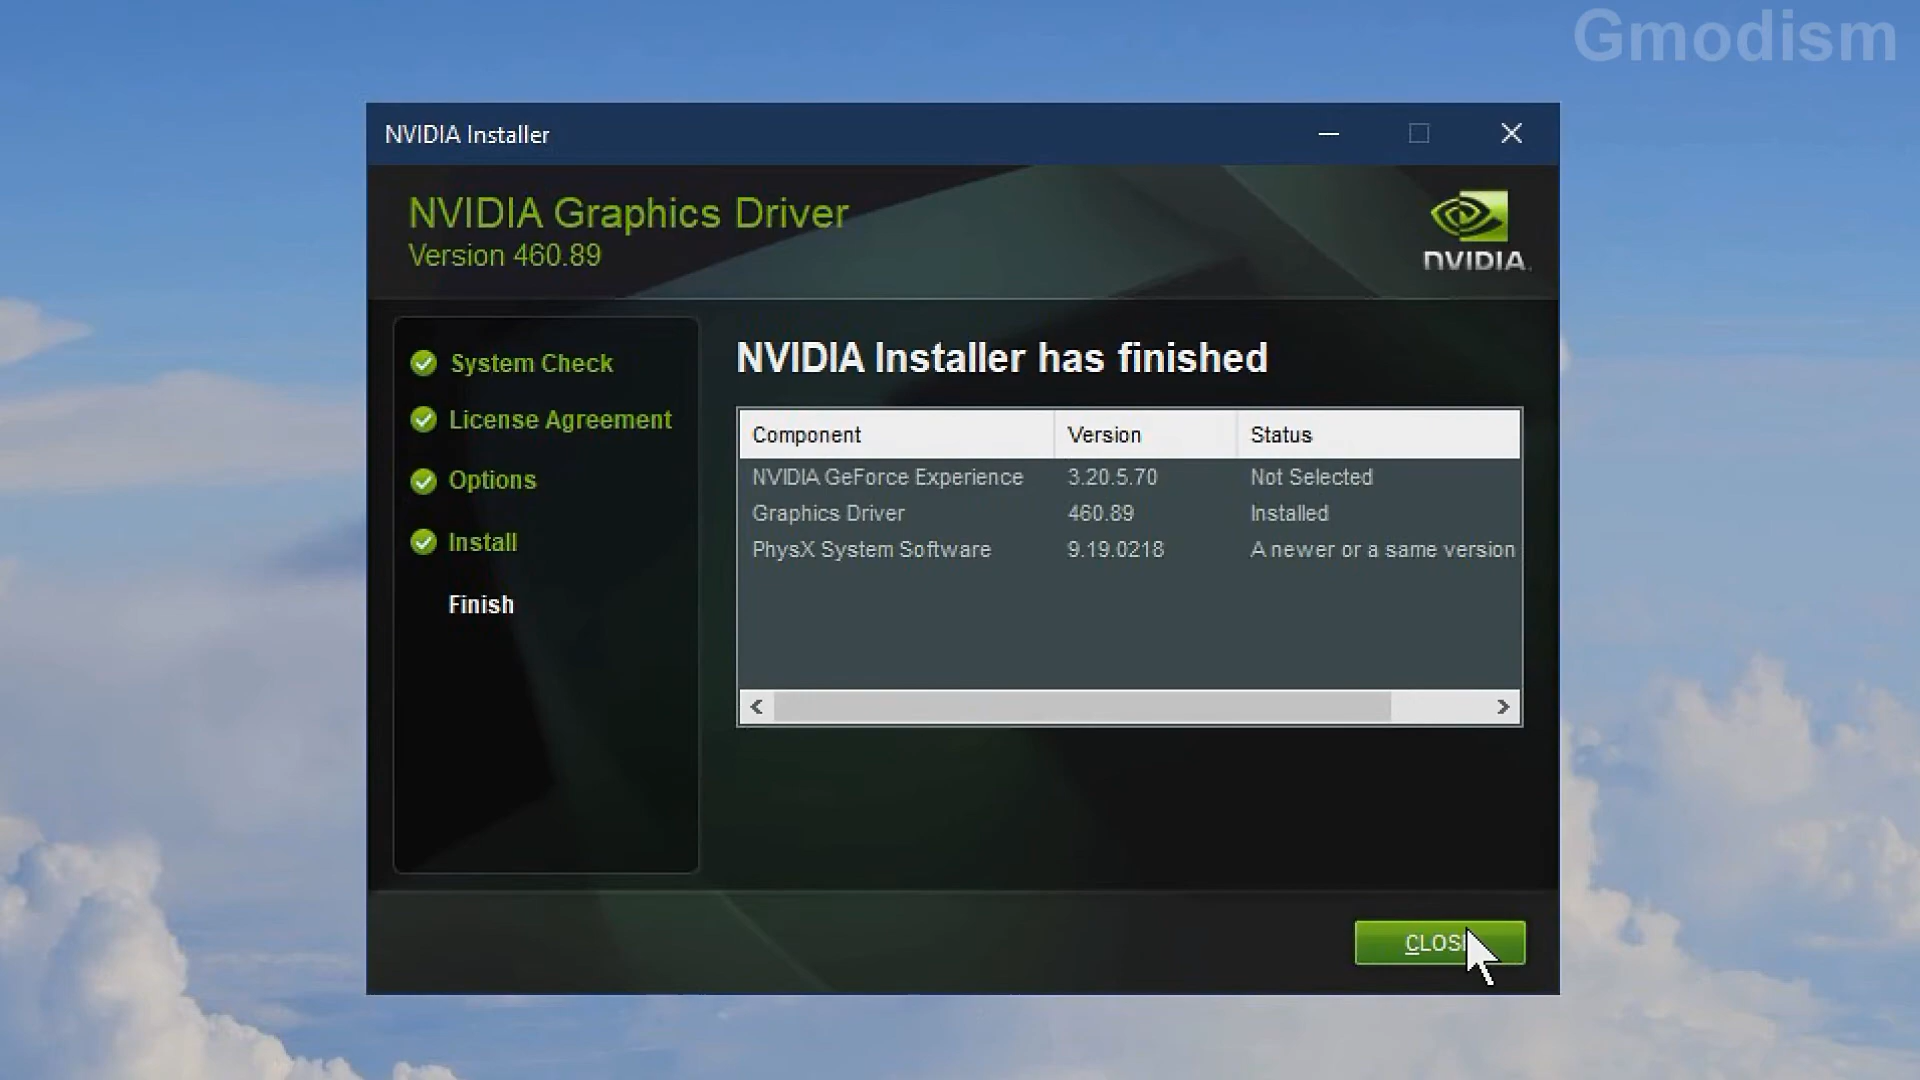 Gmodism
NVIDIA Installer
NVIDIA Graphics Driver
Version 460.89
NVIDIA.
System Check
License Agreement
Options
Install
Finish
NVIDIA Installer has finished
Component Version Status
NVIDIA GeForce Experience 3.20.5.70 Not Selected
Graphics Driver 460.89 Installed
PhysX System Software 9.19.0218 A newer or a same version
CLOSE